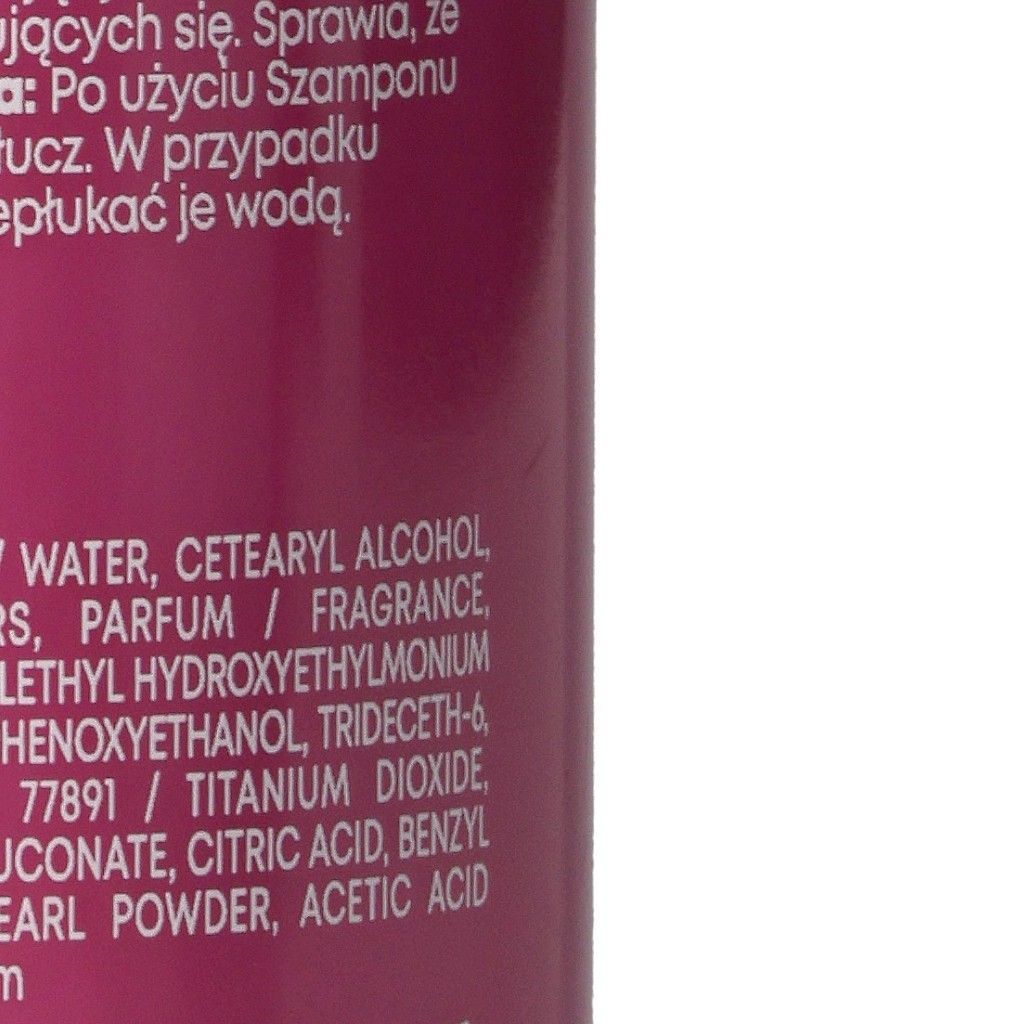 ujących się. Sprawia, że
a: Po użyciu Szamponu
łucz. W przypadku
epłukać je wodą.
/ WATER, CETEARYL ALCOHOL,
RS, PARFUM / FRAGRANCE,
LETHYL HYDROXYETHYLMONIUM
HENOXYETHANOL, TRIDECETH-6,
77891 / TITANIUM DIOXIDE,
UCONATE, CITRIC ACID, BENZYL
EARL POWDER, ACETIC ACID
m